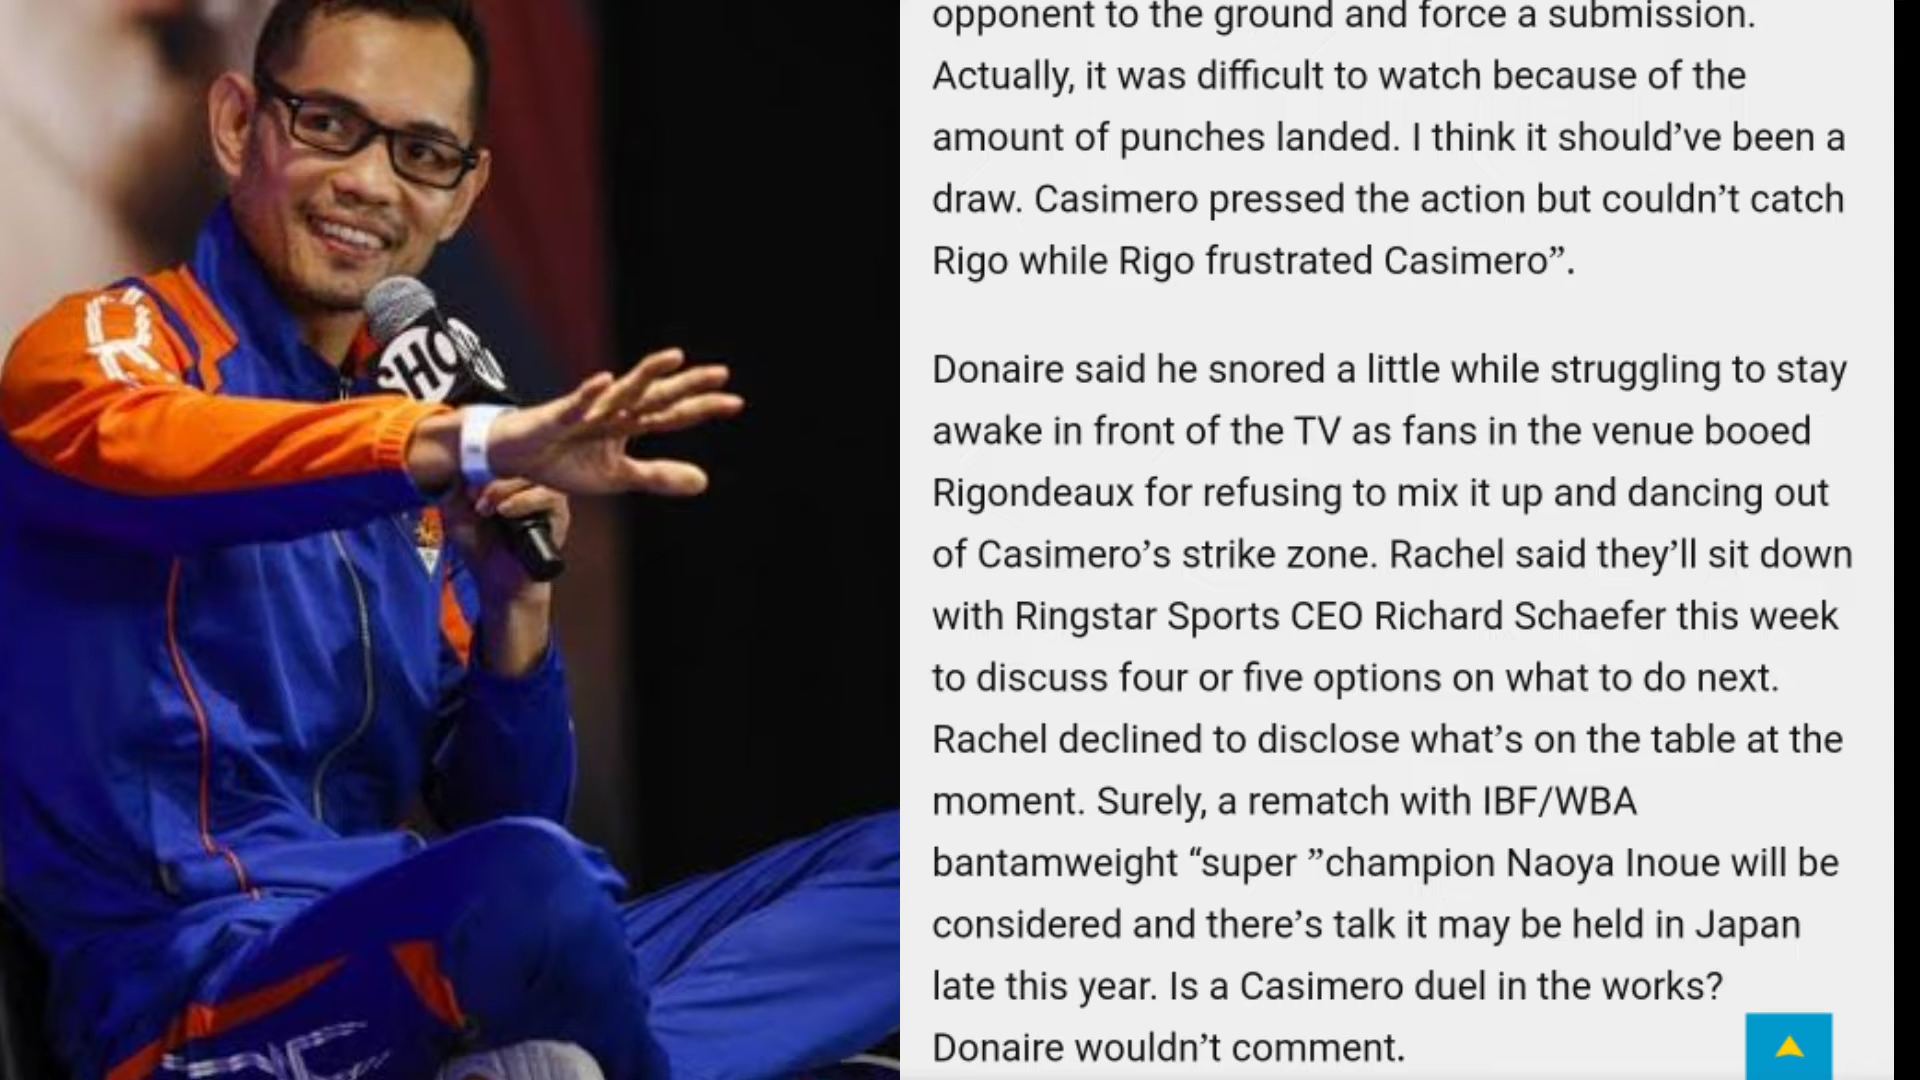 opponent to the ground and force a submission.
Actually, it was difficult to watch because of the
amount of punches landed. I think it should’ve been a
draw. Casimero pressed the action but couldn’t catch
Rigo while Rigo frustrated Casimero”.
Donaire said he snored a little while struggling to stay
awake in front of the TV as fans in the venue booed
Rigondeaux for refusing to mix it up and dancing out
of Casimero’s strike zone. Rachel said they’ll sit down
with Ringstar Sports CEO Richard Schaefer this week
to discuss four or five options on what to do next.
Rachel declined to disclose what’s on the table at the
moment. Surely, a rematch with IBF/WBA
bantamweight “super ”champion Naoya Inoue will be
considered and there’s talk it may be held in Japan
late this year. Is a Casimero duel in the works?
Donaire wouldn’t comment.
SHO